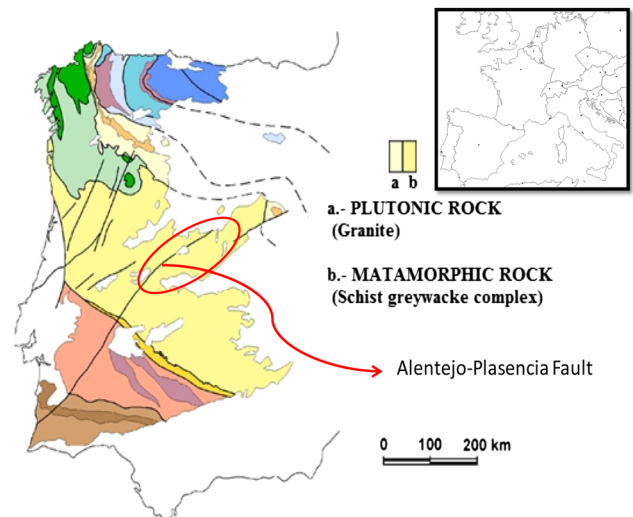 a b
a.- PLUTONIC ROCK
(Granite)
b.- MATAMORPHIC ROCK
(Schist greywacke complex)
Alentejo-Plasencia Fault
0 100 200 km